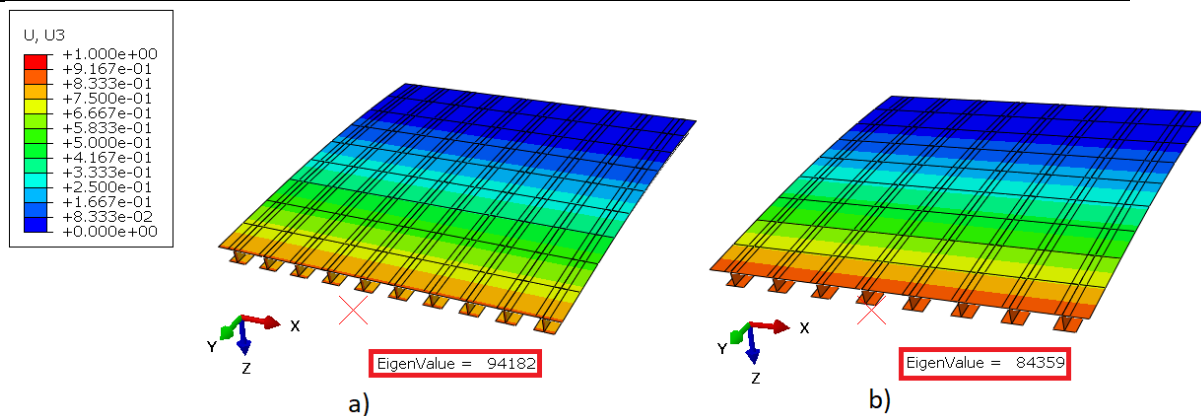 U, U3
+1.000e+00
+9.167e-01
+8.333e-01
+7.500e-01
+6.667e-01
+5.833e-01
+5.000e-01
+4.167e-01
+3.333e-01
+2.500e-01
+1.667e-01
+8.333e-02
+0.000e+00
X
Y
Z
EigenValue = 94182
a)
X
Y
Z
EigenValue = 84359
b)